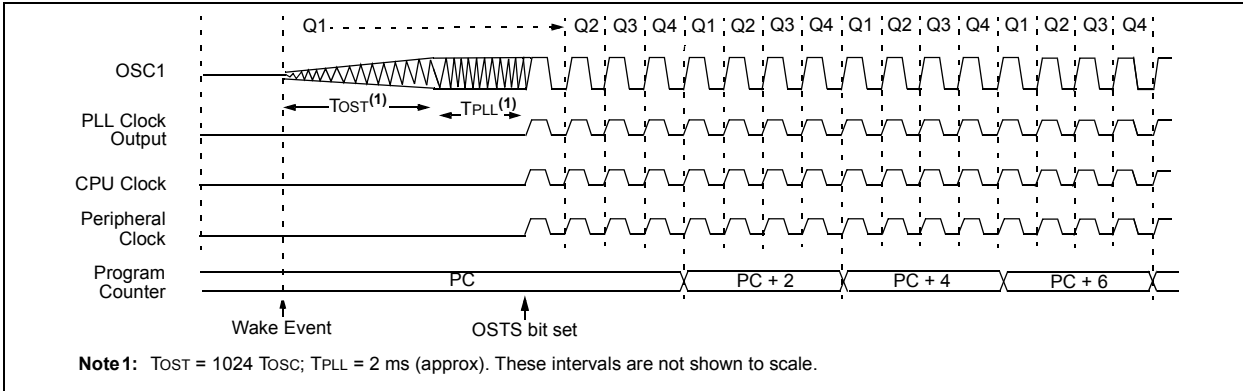 Q1 Q2 Q3 Q4 Q1 Q2 Q3 Q4 Q1 Q2 Q3 Q4 Q1 Q2 Q3 Q4
OSC1
TOST(1) TPLL(1)
PLL Clock
Output
CPU Clock
Peripheral
Clock
Program
Counter
PC PC + 2 PC + 4 PC + 6
Wake Event OSTS bit set
Note 1: TOST = 1024 TOSC; TPLL = 2 ms (approx). These intervals are not shown to scale.